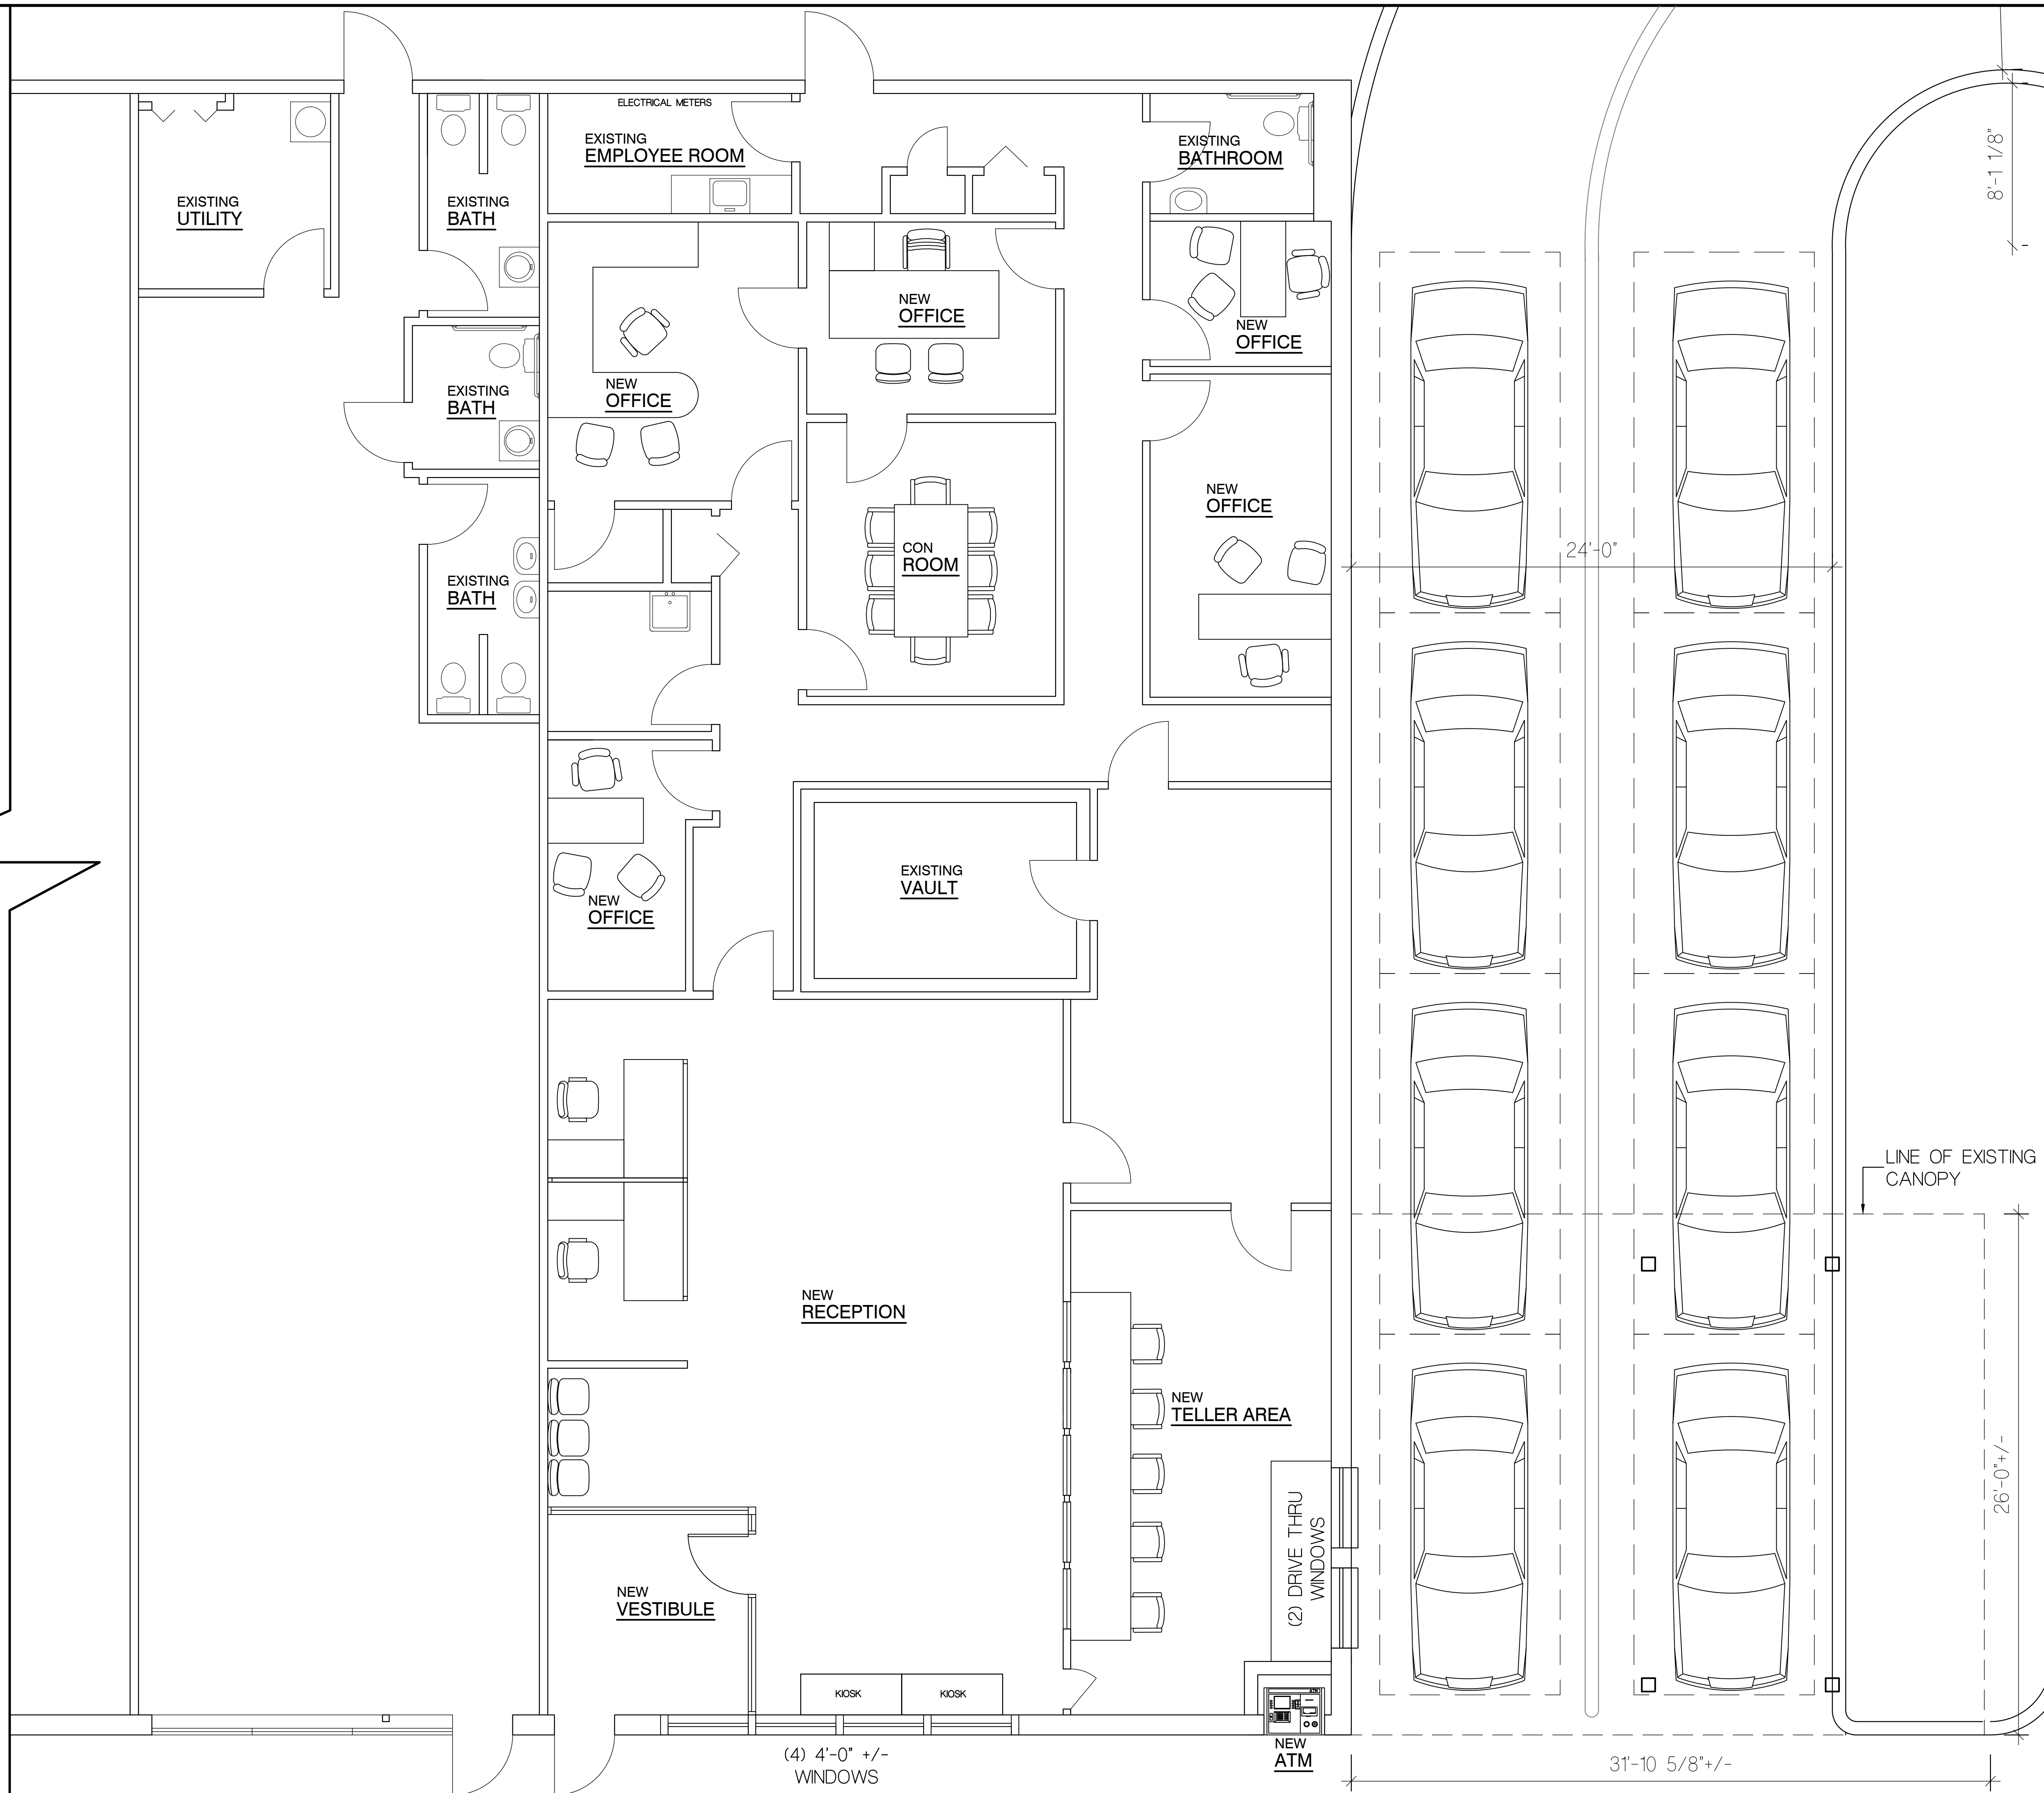 ELECTRICAL METERS
EXISTING
EMPLOYEE ROOM
EXISTING
BATHROOM
8'-1 1/8"
EXISTING
UTILITY
EXISTING
BATH
NEW
OFFICE
NEW
OFFICE
NEW
OFFICE
EXISTING
BATH
NEW
OFFICE
CON
ROOM
24'-0"
EXISTING
BATH
EXISTING
VAULT
NEW
OFFICE
LINE OF EXISTING
CANOPY
NEW
RECEPTION
NEW
TELLER AREA
26'-0"+/-
(2) DRIVE THRU
WINDOWS
NEW
VESTIBULE
KIOSK
KIOSK
ATM
NEW
ATM
(4) 4'-0" +/-
WINDOWS
31'-10 5/8"+/-